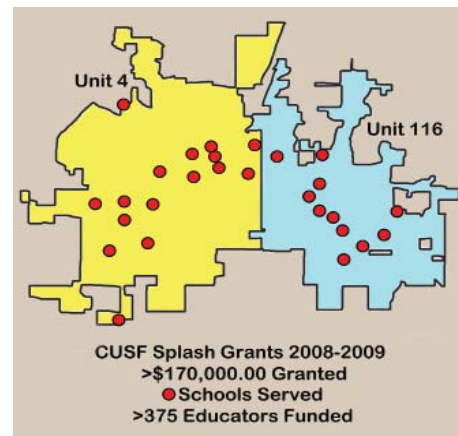 Unit 4
Unit 116
CUSF Splash Grants 2008-2009
>$170,000.00 Granted
Schools Served
>375 Educators Funded